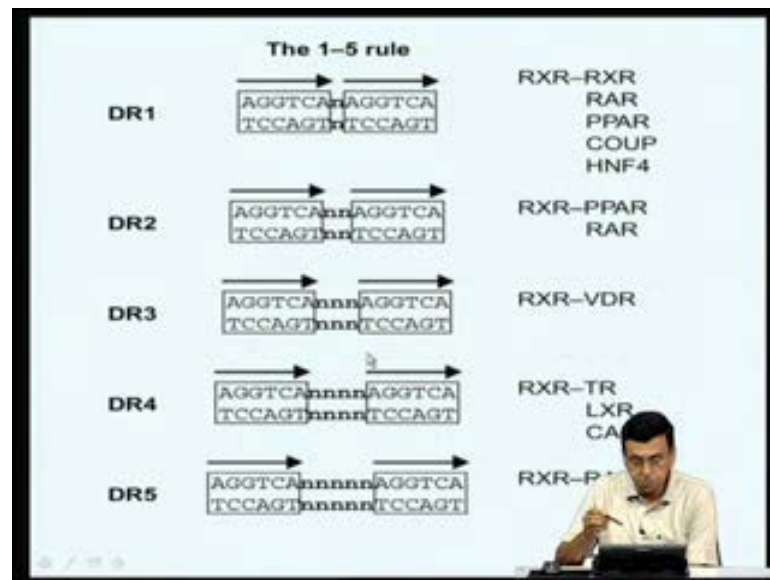 The 1–5 rule
DR1
AGGTCAnAGGTCA
TCCAGTnTCCAGT
RXR–RXR
RAR
PPAR
COUP
HNF4
DR2
AGGTCAnnAGGTCA
TCCAGTnnTCCAGT
RXR–PPAR
RAR
DR3
AGGTCAnnnAGGTCA
TCCAGTnnnTCCAGT
RXR–VDR
DR4
AGGTCAnnnnAGGTCA
TCCAGTnnnnTCCAGT
RXR–TR
LXR
DR5
AGGTCAnnnnnAGGTCA
TCCAGTnnnnnTCCAGT